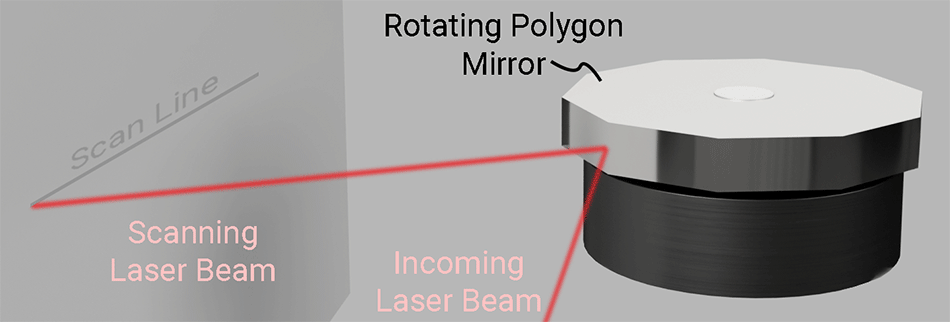 Rotating Polygon
Mirror
Scan Line
Scanning
Laser Beam
Incoming
Laser Beam